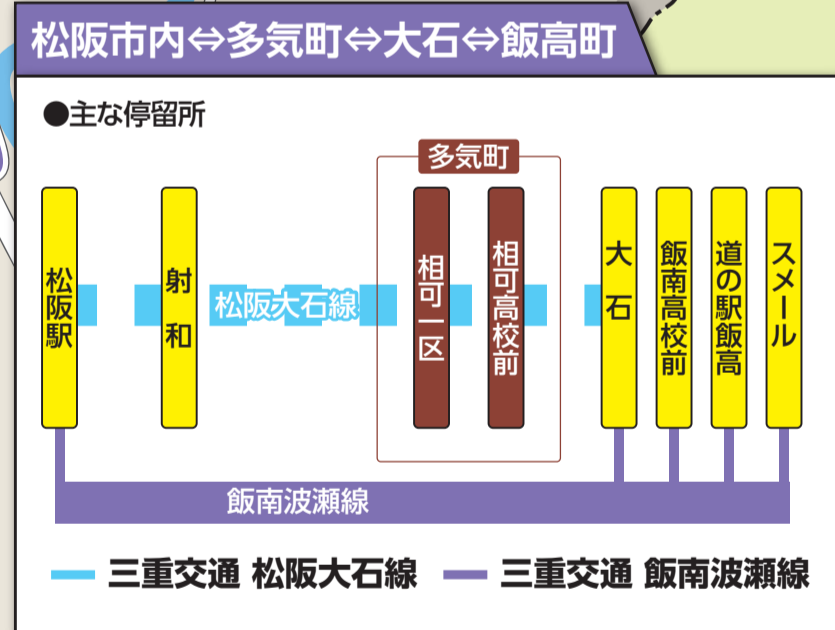 松阪市内⇔多気町⇔大石⇔飯高町
●主な停留所
多気町
松阪駅
射和
松阪大石線
相可一区
相可高校前
大石
飯南高校前
道の駅飯高
スメール
飯南波瀬線
三重交通 松阪大石線
三重交通 飯南波瀬線